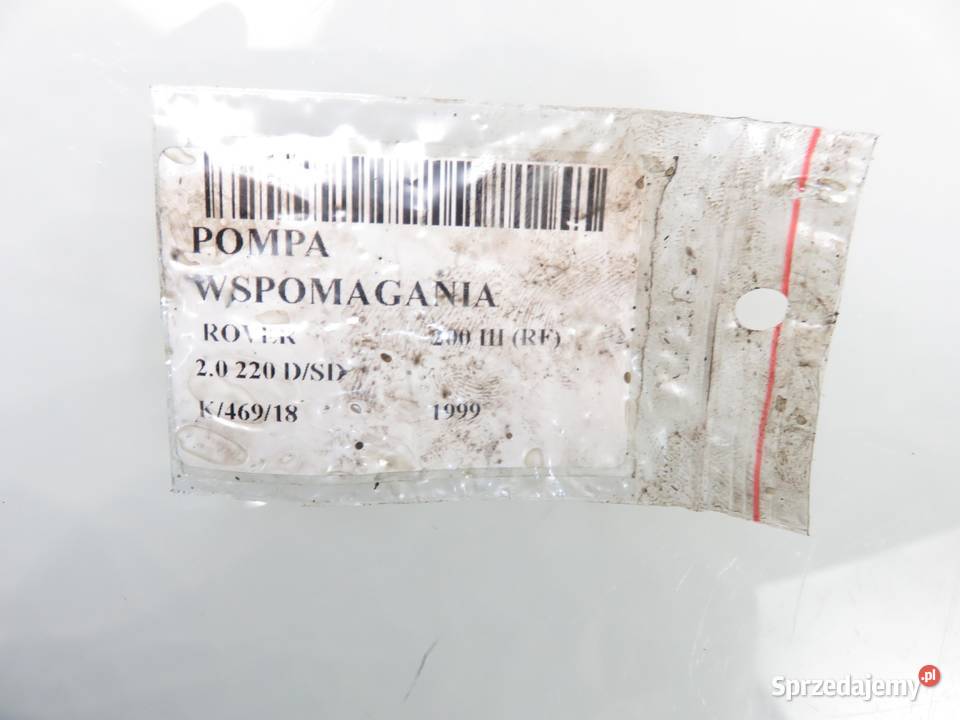 POMPA
WSPOMAGANIA
ROVER 200 III (RF)
2.0 220 D/SD
K/469/18 1999
Sprzedajemy.pl